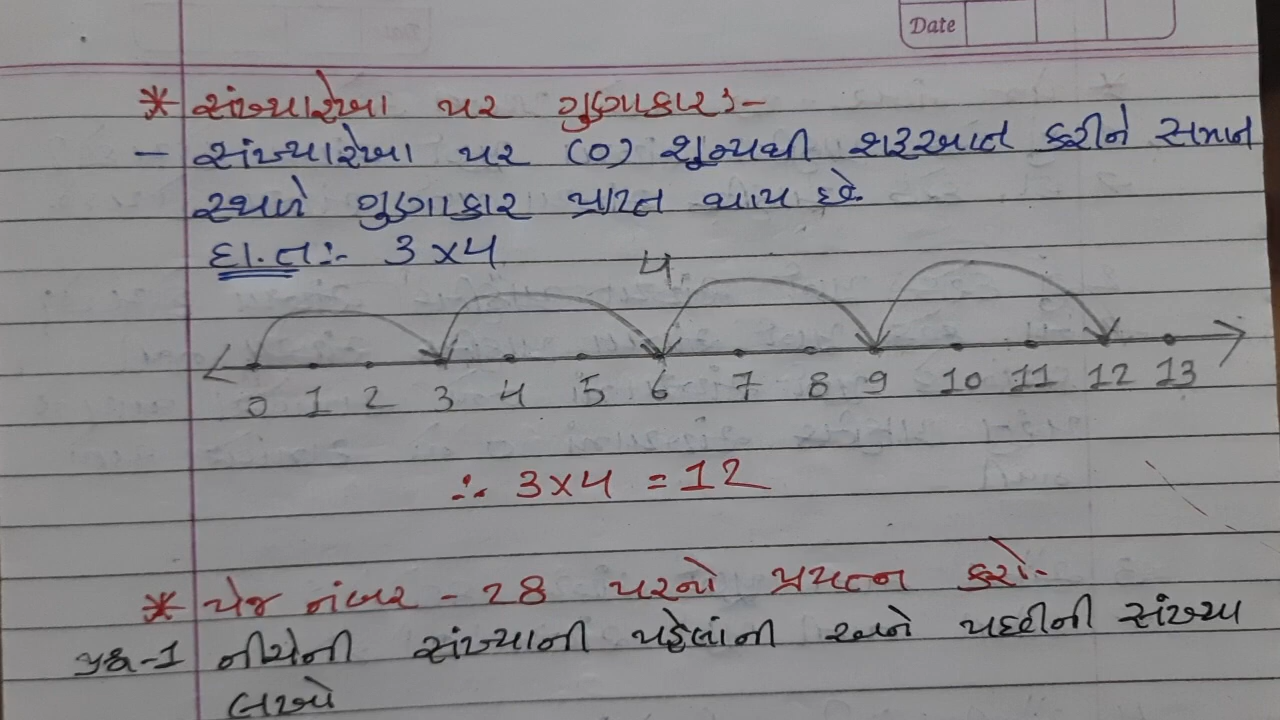 Date
* સંખ્યારેખા પર ગુણાકાર :-
- સંખ્યારેખા પર (0) શૂન્યથી શરૂઆત કરીને સમાન
સ્થાને ગુણાકાર પ્રાપ્ત થાય છે.
દા.ત :- 3 x 4
4
0 1 2 3 4 5 6 7 8 9 10 11 12 13
∴ 3 x 4 = 12
* પેજ નંબર - 28 પરનો પ્રયત્ન કરો.
પ્રશ્ન-1 નીચેની સંખ્યાની પહેલાંની અને પછીની સંખ્યા
લખો